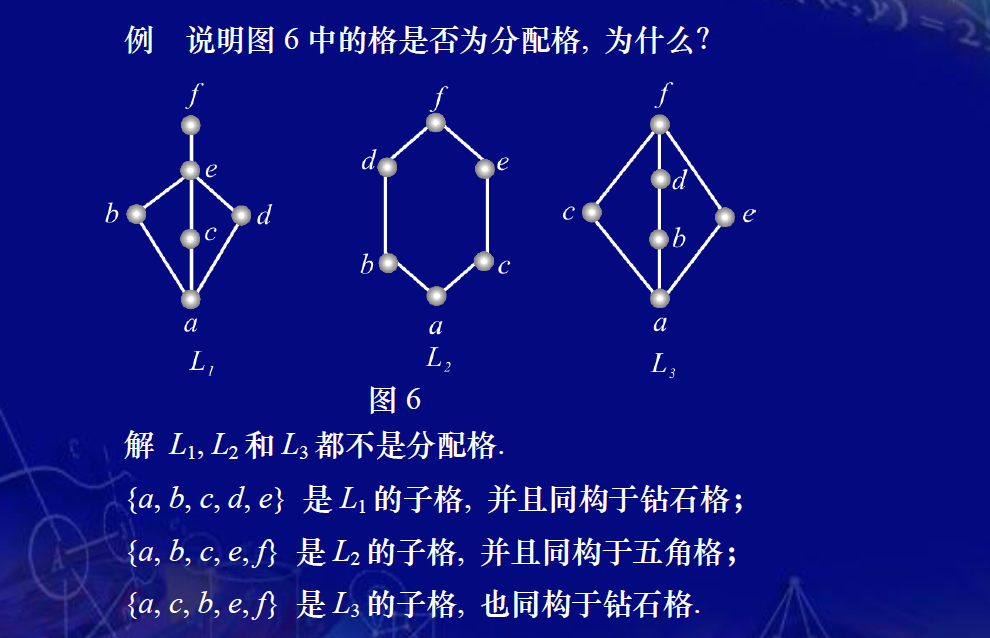 例 说明图 6 中的格是否为分配格, 为什么?
f
e
b
c
d
a
L₁
f
d
e
b
c
a
L₂
f
d
c
e
b
a
L₃
图 6
解 L₁, L₂ 和 L₃ 都不是分配格.
{a, b, c, d, e} 是 L₁ 的子格, 并且同构于钻石格;
{a, b, c, e, f} 是 L₂ 的子格, 并且同构于五角格;
{a, c, b, e, f} 是 L₃ 的子格, 也同构于钻石格.